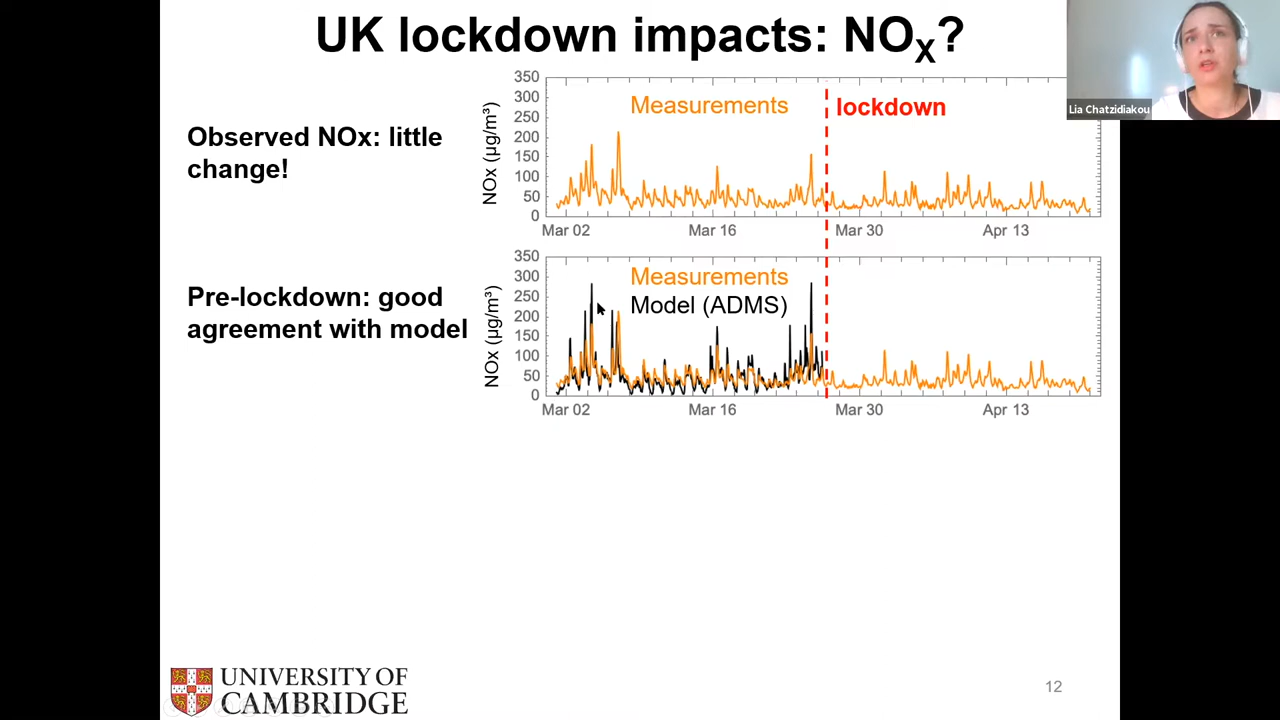 UK lockdown impacts: NOX?
Lia Chatzidiakou
Observed NOx: little
change!
NOx (µg/m³)
350
300
250
200
150
100
50
0
Measurements
lockdown
Mar 02 Mar 16 Mar 30 Apr 13
Pre-lockdown: good
agreement with model
NOx (µg/m³)
350
300
250
200
150
100
50
0
Measurements
Model (ADMS)
Mar 02 Mar 16 Mar 30 Apr 13
UNIVERSITY OF
CAMBRIDGE
12